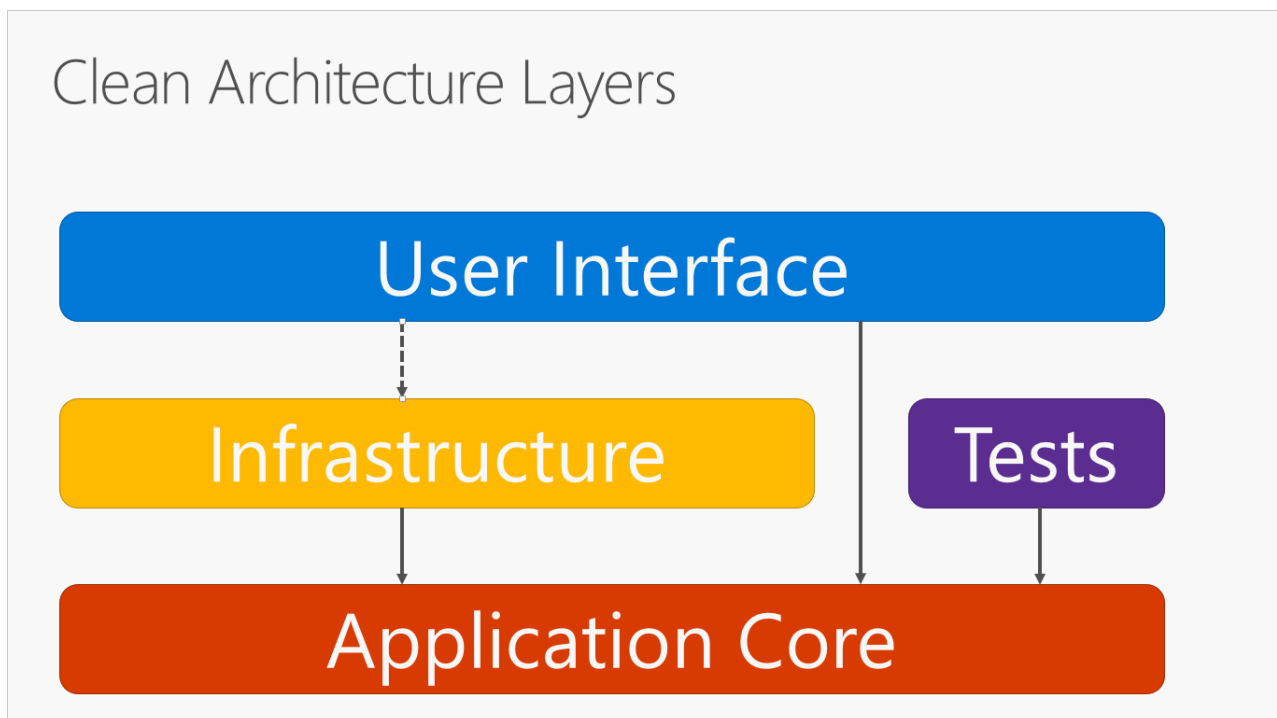 Clean Architecture Layers
User Interface
Infrastructure
Tests
Application Core